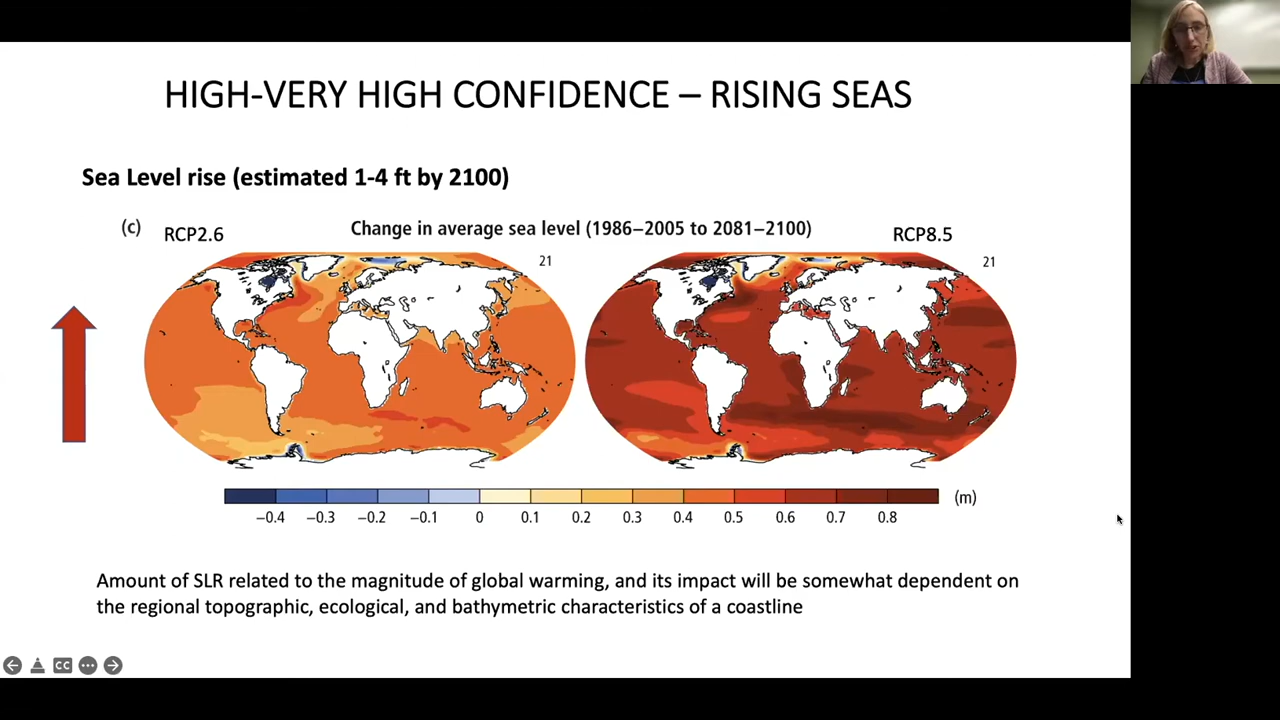 HIGH-VERY HIGH CONFIDENCE – RISING SEAS
Sea Level rise (estimated 1-4 ft by 2100)
(c) RCP2.6 Change in average sea level (1986–2005 to 2081–2100) RCP8.5
21 21
−0.4 −0.3 −0.2 −0.1 0 0.1 0.2 0.3 0.4 0.5 0.6 0.7 0.8 (m)
Amount of SLR related to the magnitude of global warming, and its impact will be somewhat dependent on
the regional topographic, ecological, and bathymetric characteristics of a coastline
CC